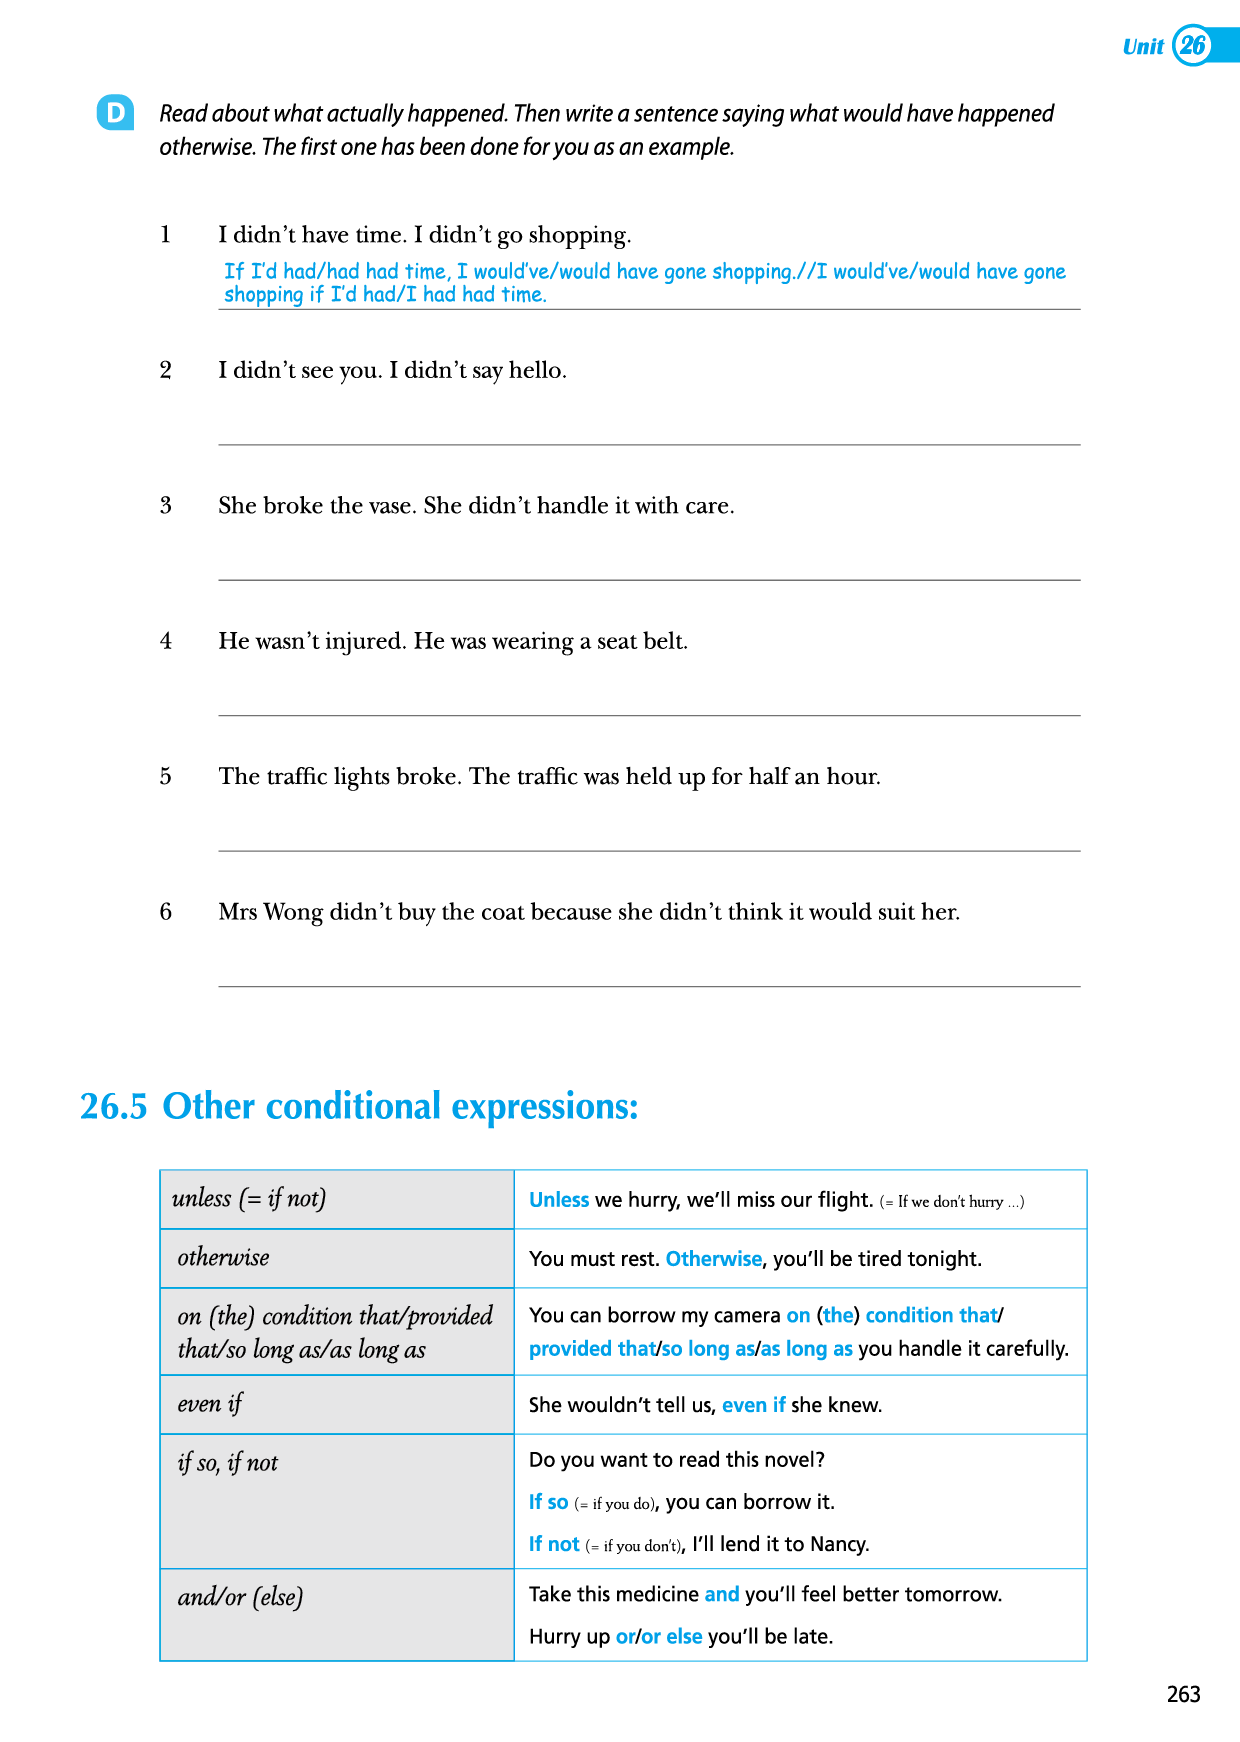 Unit 26
D Read about what actually happened. Then write a sentence saying what would have happened
otherwise. The first one has been done for you as an example.
1 I didn’t have time. I didn’t go shopping.
If I’d had/had had time, I would’ve/would have gone shopping.//I would’ve/would have gone
shopping if I’d had/I had had time.
2 I didn’t see you. I didn’t say hello.
3 She broke the vase. She didn’t handle it with care.
4 He wasn’t injured. He was wearing a seat belt.
5 The traffic lights broke. The traffic was held up for half an hour.
6 Mrs Wong didn’t buy the coat because she didn’t think it would suit her.
26.5 Other conditional expressions:
unless (= if not)
Unless we hurry, we’ll miss our flight. (= If we don’t hurry ...)
otherwise
You must rest. Otherwise, you’ll be tired tonight.
on (the) condition that/provided
that/so long as/as long as
You can borrow my camera on (the) condition that/
provided that/so long as/as long as you handle it carefully.
even if
She wouldn’t tell us, even if she knew.
if so, if not
Do you want to read this novel?
If so (= if you do), you can borrow it.
If not (= if you don’t), I’ll lend it to Nancy.
and/or (else)
Take this medicine and you’ll feel better tomorrow.
Hurry up or/or else you’ll be late.
263